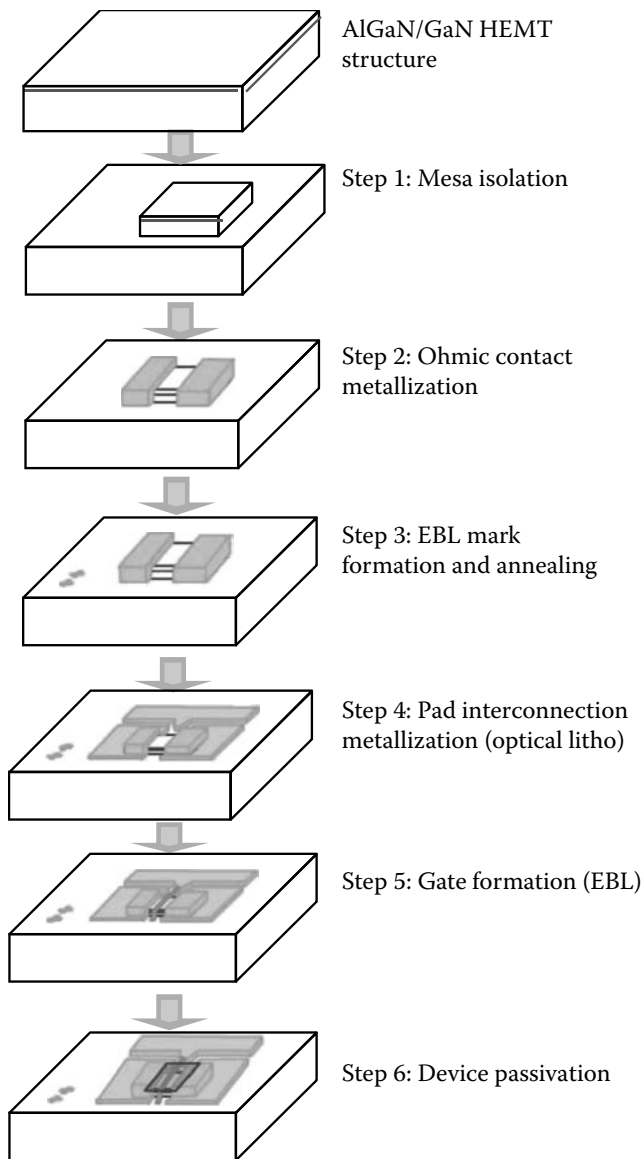 AlGaN/GaN HEMT
structure
Step 1: Mesa isolation
Step 2: Ohmic contact
metallization
Step 3: EBL mark
formation and annealing
Step 4: Pad interconnection
metallization (optical litho)
Step 5: Gate formation (EBL)
Step 6: Device passivation